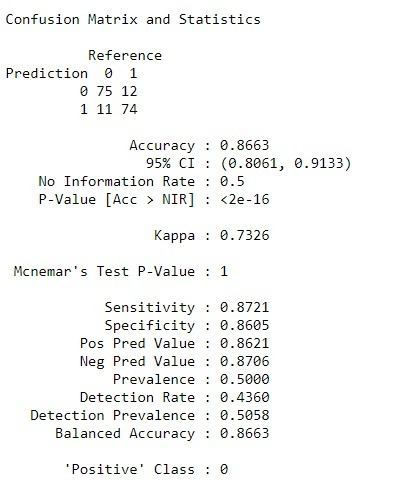 Confusion Matrix and Statistics
Reference
Prediction 0 1
0 75 12
1 11 74
Accuracy : 0.8663
95% CI : (0.8061, 0.9133)
No Information Rate : 0.5
P-Value [Acc > NIR] : <2e-16
Kappa : 0.7326
Mcnemar's Test P-Value : 1
Sensitivity : 0.8721
Specificity : 0.8605
Pos Pred Value : 0.8621
Neg Pred Value : 0.8706
Prevalence : 0.5000
Detection Rate : 0.4360
Detection Prevalence : 0.5058
Balanced Accuracy : 0.8663
'Positive' Class : 0